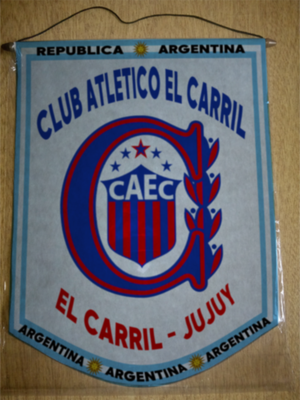 REPUBLICA ARGENTINA
CLUB ATLETICO EL CARRIL
CAEC
EL CARRIL - JUJUY
ARGENTINA ARGENTINA ARGENTINA